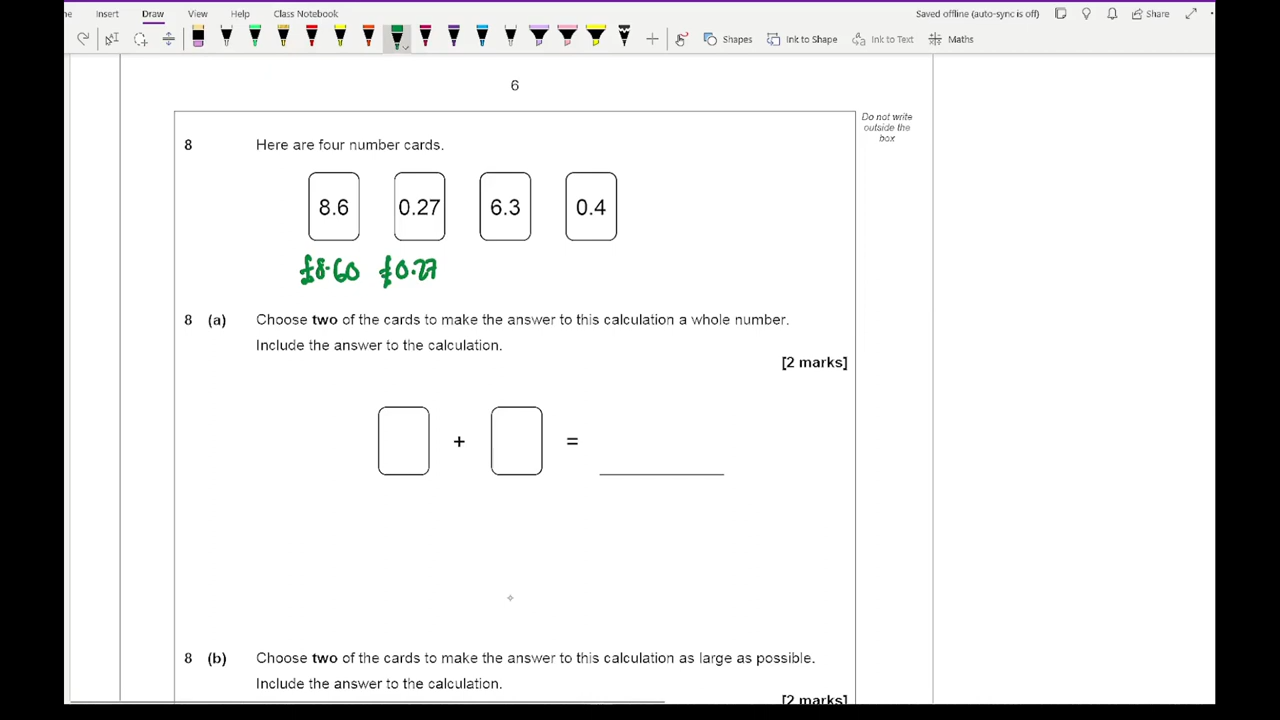 Insert Draw View Help Class Notebook Saved offline (auto-sync is off) Share
Shapes Ink to Shape Ink to Text Maths
6
Do not write
outside the
box
8 Here are four number cards.
8.6 0.27 6.3 0.4
£8.60 £0.27
8 (a) Choose two of the cards to make the answer to this calculation a whole number.
Include the answer to the calculation.
[2 marks]
+ =
8 (b) Choose two of the cards to make the answer to this calculation as large as possible.
Include the answer to the calculation.
[2 marks]